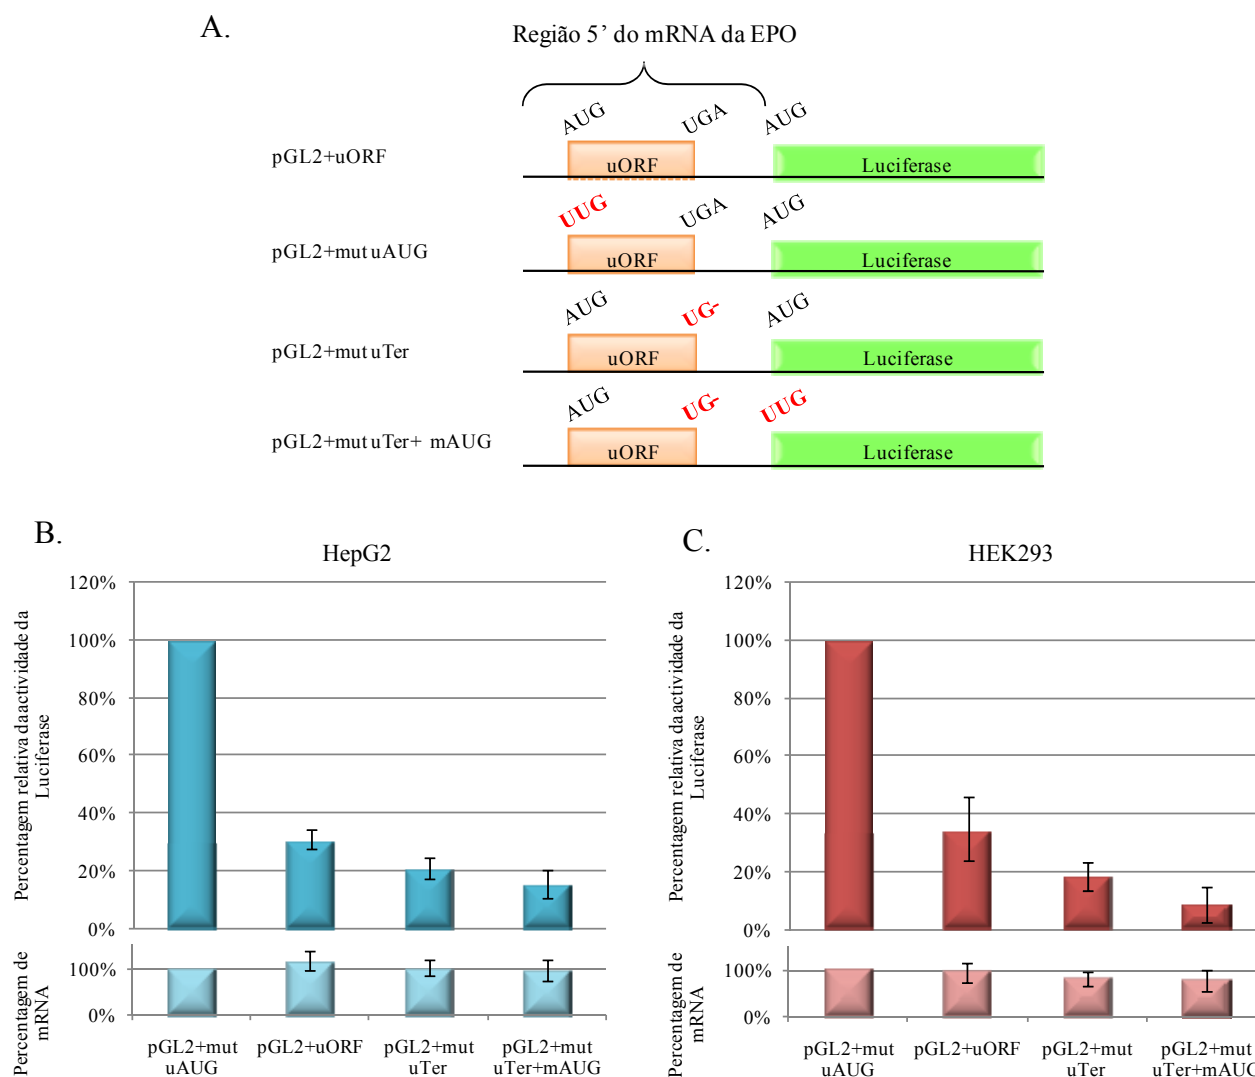 A.
Região 5’ do mRNA da EPO
AUG UGA AUG
pGL2+uORF uORF Luciferase
UUG UGA AUG
pGL2+mut uAUG uORF Luciferase
AUG UG- AUG
pGL2+mut uTer uORF Luciferase
AUG UG- UUG
pGL2+mut uTer+ mAUG uORF Luciferase
B.
HepG2
Percentagem relativa da actividade da
Luciferase
120%
100%
80%
60%
40%
20%
0%
Percentagem de
mRNA
100%
0%
pGL2+mut
uAUG
pGL2+uORF
pGL2+mut
uTer
pGL2+mut
uTer+mAUG
C.
HEK293
Percentagem relativa da actividade da
Luciferase
120%
100%
80%
60%
40%
20%
0%
Percentagem de
mRNA
100%
0%
pGL2+mut
uAUG
pGL2+uORF
pGL2+mut
uTer
pGL2+mut
uTer+mAUG